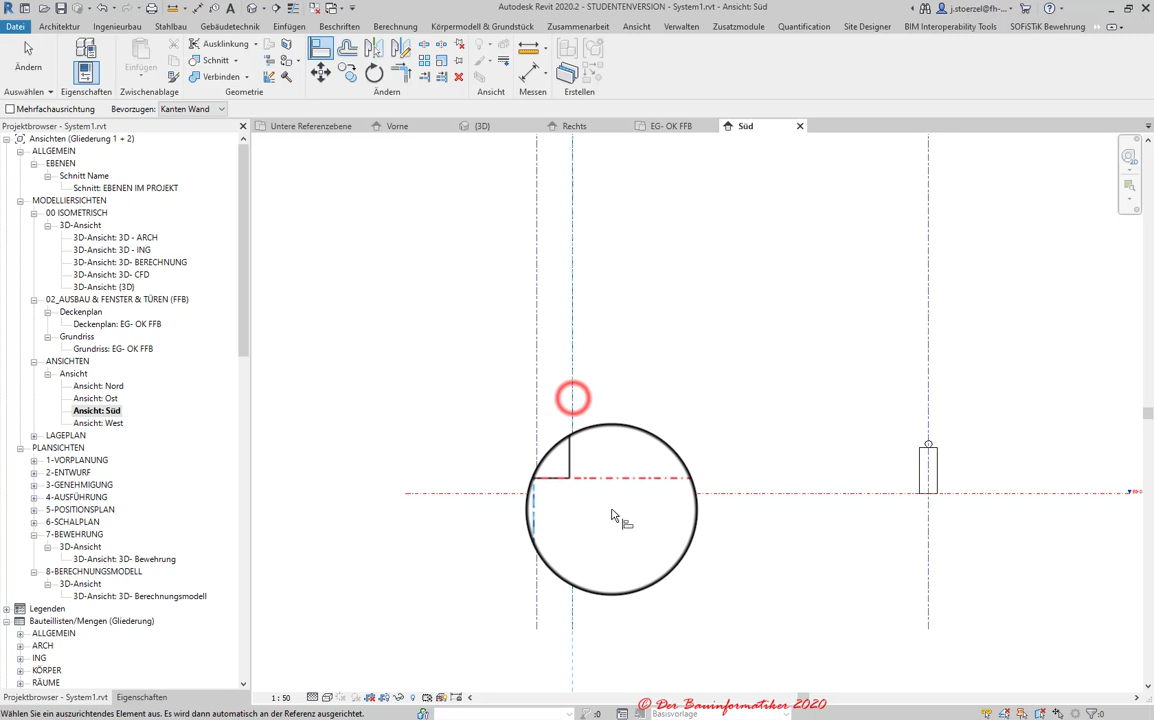 Autodesk Revit 2020.2 - STUDENTENVERSION - System1.rvt - Ansicht: Süd
j.stoerzel@fh-...
Datei Architektur Ingenieurbau Stahlbau Gebäudetechnik Einfügen Beschriften Berechnung Körpermodell & Grundstück Zusammenarbeit Ansicht Verwalten Zusatzmodule Quantification Site Designer BIM Interoperability Tools SOFiSTiK Bewehrung
Ausklinkung
Schnitt
Verbinden
Ändern Einfügen
Auswählen Eigenschaften Zwischenablage Geometrie Ändern Ansicht Messen Erstellen
Mehrfachausrichtung Bevorzugen: Kanten Wand
Projektbrowser - System1.rvt
Untere Referenzebene Vorne {3D} Rechts EG- OK FFB Süd
Ansichten (Gliederung 1 + 2)
ALLGEMEIN
EBENEN
Schnitt Name
Schnitt: EBENEN IM PROJEKT
MODELLIERSICHTEN
00 ISOMETRISCH
3D-Ansicht
3D-Ansicht: 3D - ARCH
3D-Ansicht: 3D - ING
3D-Ansicht: 3D- BERECHNUNG
3D-Ansicht: 3D- CFD
3D-Ansicht: {3D}
02_AUSBAU & FENSTER & TÜREN (FFB)
Deckenplan
Deckenplan: EG- OK FFB
Grundriss
Grundriss: EG- OK FFB
ANSICHTEN
Ansicht
Ansicht: Nord
Ansicht: Ost
Ansicht: Süd
Ansicht: West
LAGEPLAN
PLANSICHTEN
1-VORPLANUNG
2-ENTWURF
3-GENEHMIGUNG
4-AUSFÜHRUNG
5-POSITIONSPLAN
6-SCHALPLAN
7-BEWEHRUNG
3D-Ansicht
3D-Ansicht: 3D- Bewehrung
8-BERECHNUNGSMODELL
3D-Ansicht
3D-Ansicht: 3D- Berechnungsmodell
Legenden
Bauteillisten/Mengen (Gliederung)
ALLGEMEIN
ARCH
ING
KÖRPER
RÄUME
Projektbrowser - System1.rvt Eigenschaften
1 : 50
© Der Bauinformatiker 2020
Wählen Sie ein auszurichtendes Element aus. Es wird dann automatisch an der Referenz ausgerichtet.
:0 Basisvorlage :0